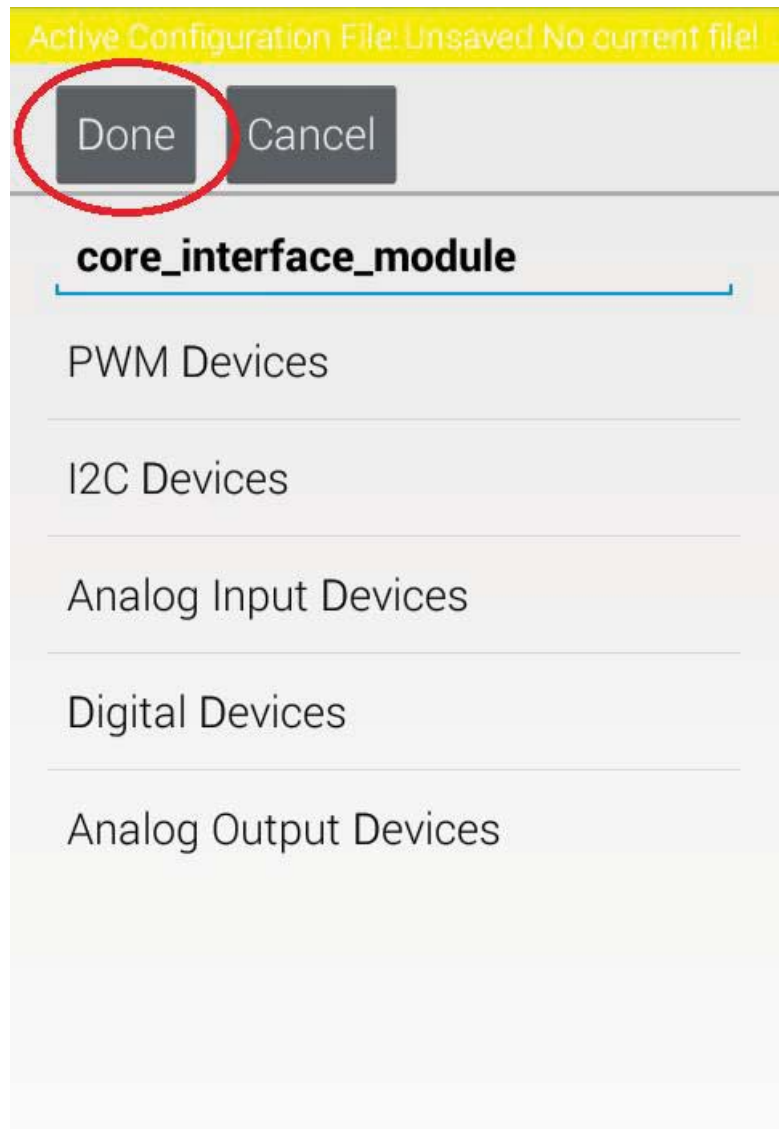 Active Configuration File: Unsaved No current file!
Done Cancel
core_interface_module
PWM Devices
I2C Devices
Analog Input Devices
Digital Devices
Analog Output Devices